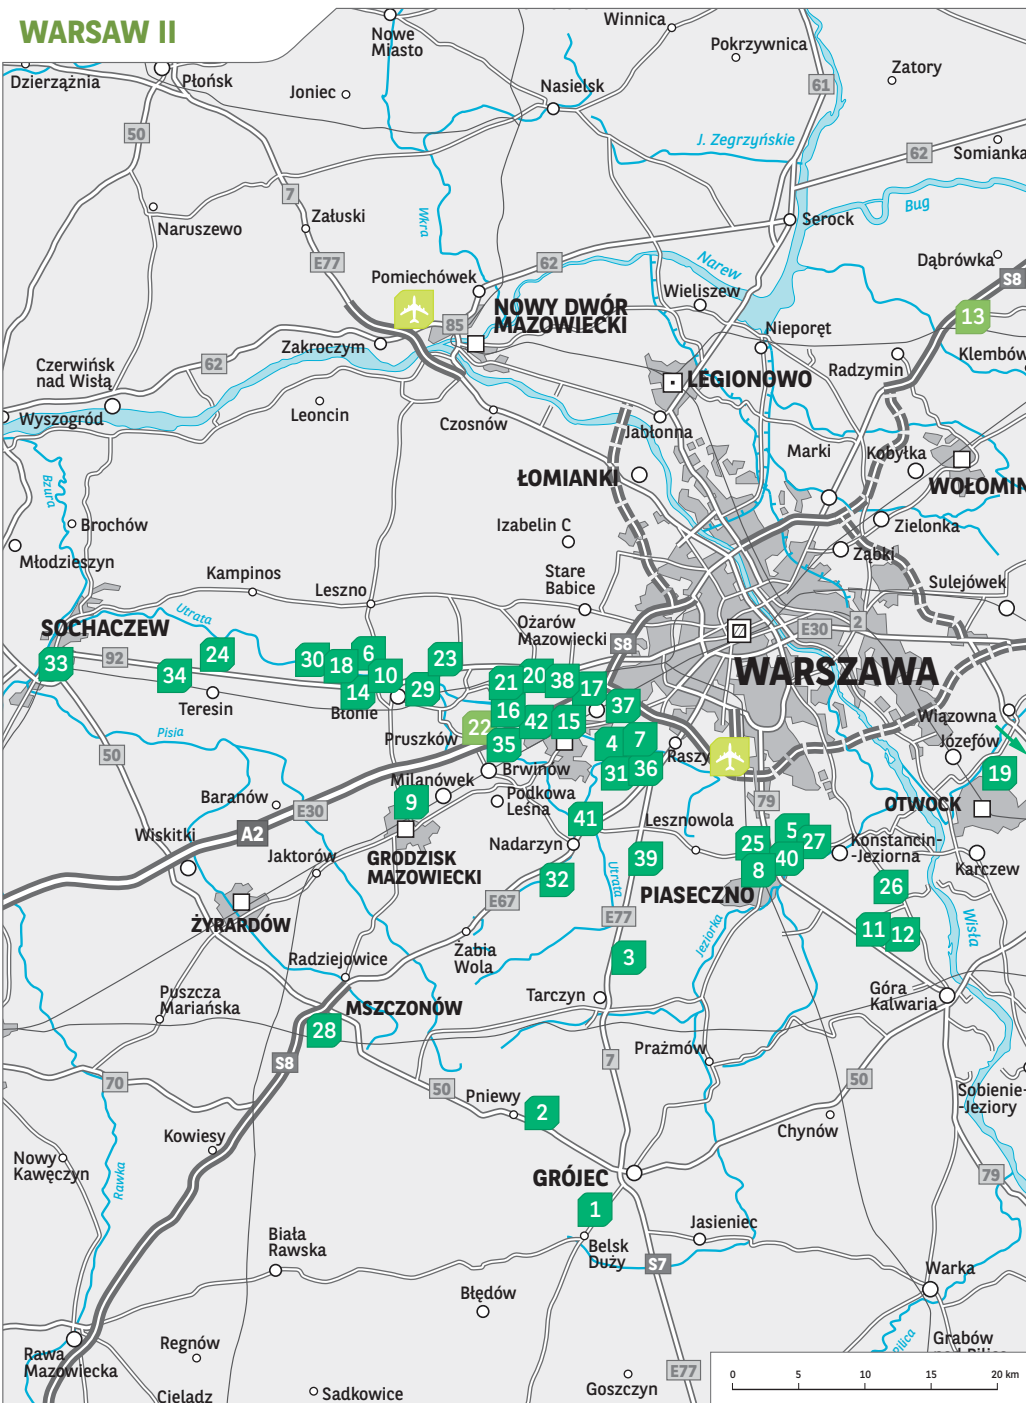 WARSAW II
Nowe
Miasto
Winnica
Pokrzywnica
Dzierzążnia
Płońsk
Joniec
Nasielsk
Zatory
61
50
J. Zegrzyńskie
62
Somianka
7
Naruszewo
Załuski
Wkra
Serock
Bug
E77
Pomiechówek
62
Narew
Dąbrówka
S8
Wieliszew
NOWY DWÓR
MAZOWIECKI
85
13
Zakroczym
Nieporęt
Czerwińsk
nad Wisłą
62
Radzymin
Klembów
LEGIONOWO
Wyszogród
Leoncin
Czosnów
Jabłonna
Marki
Kobyłka
ŁOMIANKI
WOŁOMIN
Bzura
Brochów
Izabelin C
Zielonka
Młodzieszyn
Ząbki
Kampinos
Leszno
Stare
Babice
Sulejówek
Utrata
SOCHACZEW
Ożarów
Mazowiecki
S8
E30
2
33
92
34
24
30
18
6
10
14
29
23
21
20
38
17
37
WARSZAWA
Teresin
Błonie
16
42
15
22
35
4
7
31
36
Wiązowna
Pisia
Pruszków
Raszyn
Józefów
50
Brwinów
19
Milanówek
Baranów
E30
9
Podkowa
Leśna
79
OTWOCK
A2
41
Lesznowola
25
5
27
Wiskitki
Jaktorów
GRODZISK
MAZOWIECKI
Nadarzyn
39
8
40
Konstancin-
-Jeziorna
Karczew
32
Utrata
PIASECZNO
26
ŻYRARDÓW
E67
E77
Jeziorka
11
12
Wisła
Żabia
Wola
3
Radziejowice
Puszcza
Mariańska
MSZCZONÓW
Tarczyn
Góra
Kalwaria
28
S8
7
Prażmów
70
50
50
Sobienie-
-Jeziory
Pniewy
2
Chynów
Kowiesy
Nowy
Kawęczyn
Rawka
GRÓJEC
79
1
Biała
Rawska
Belsk
Duży
Jasieniec
S7
Warka
Błędów
Rawa
Mazowiecka
Regnów
Pilica
Grabów
Cielądz
Sadkowice
Goszczyn
E77
0 5 10 15 20 km